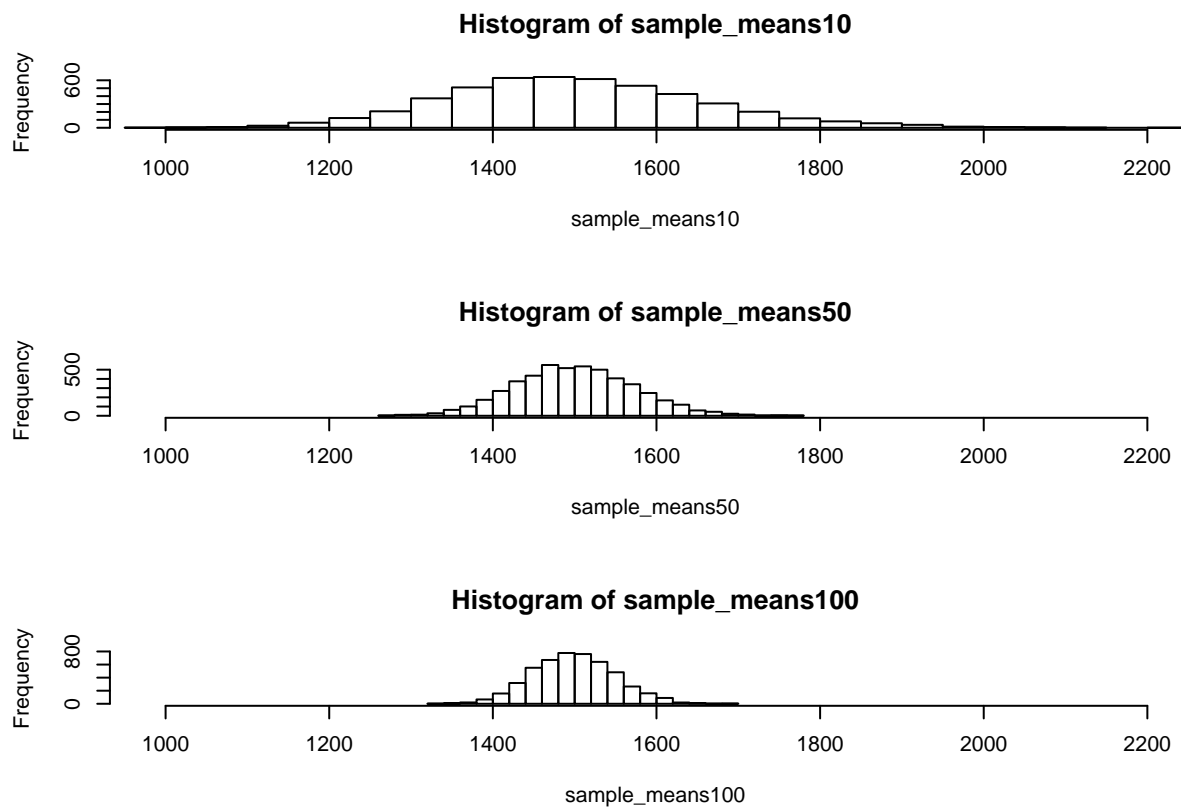 Histogram of sample_means10
Frequency
0 600
1000 1200 1400 1600 1800 2000 2200
sample_means10
Histogram of sample_means50
Frequency
0 500
1000 1200 1400 1600 1800 2000 2200
sample_means50
Histogram of sample_means100
Frequency
0 800
1000 1200 1400 1600 1800 2000 2200
sample_means100